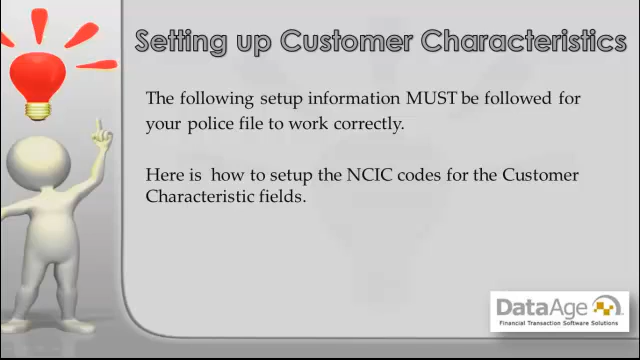 Setting up Customer Characteristics
The following setup information MUST be followed for
your police file to work correctly.
Here is how to setup the NCIC codes for the Customer
Characteristic fields.
DataAge
Financial Transaction Software Solutions